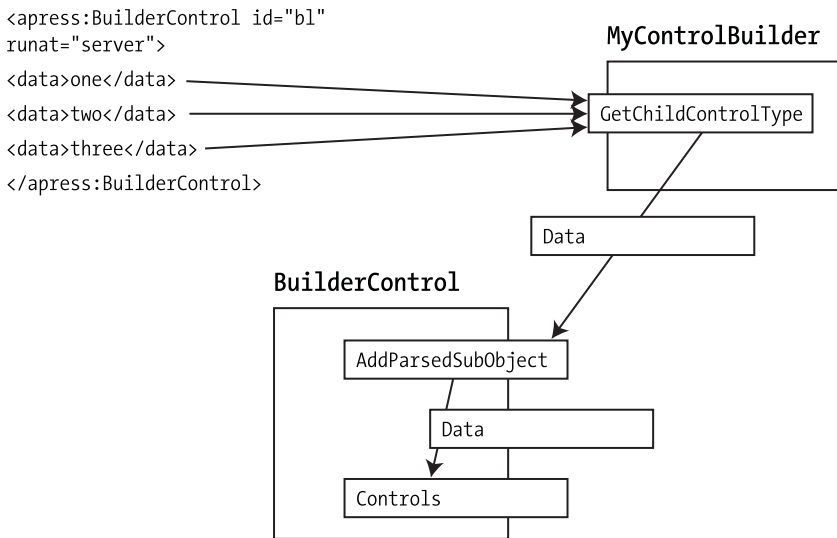 <apress:BuilderControl id="bl"
runat="server">
<data>one</data>
<data>two</data>
<data>three</data>
</apress:BuilderControl>
MyControlBuilder
GetChildControlType
Data
BuilderControl
AddParsedSubObject
Data
Controls